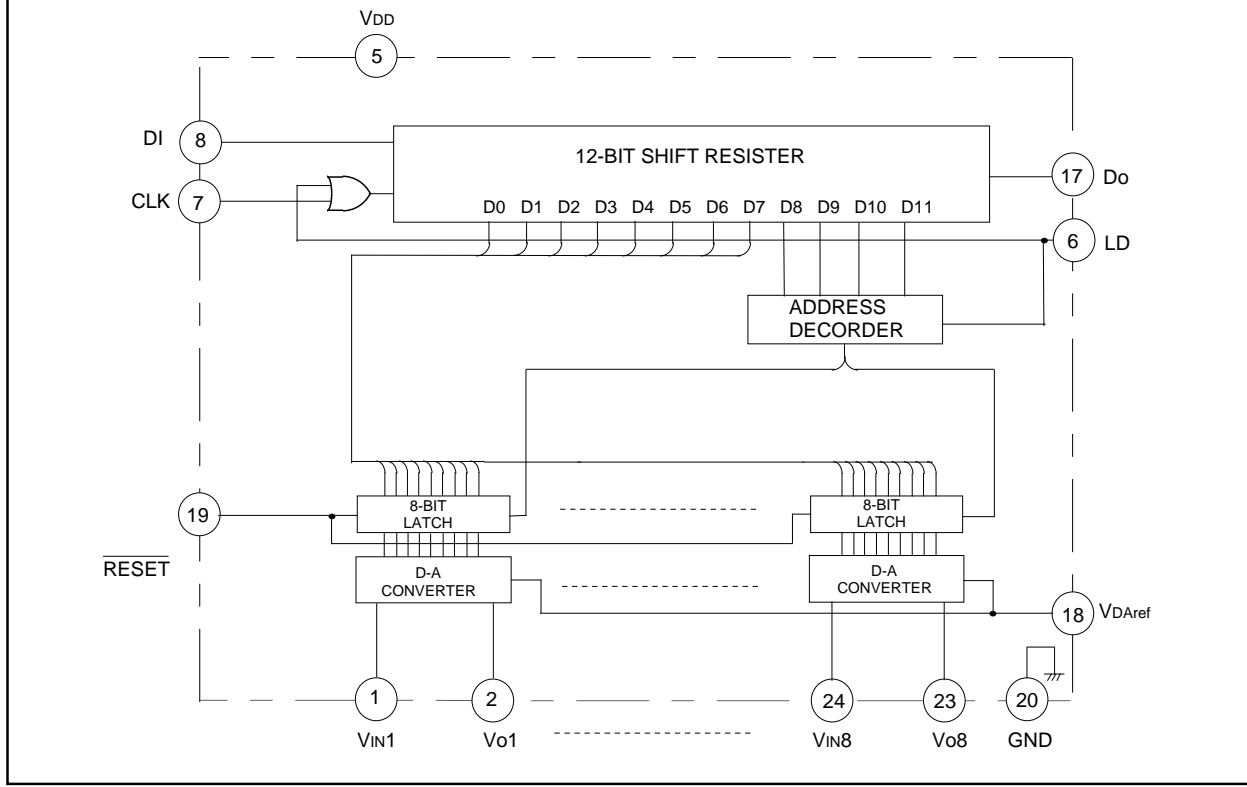 VDD
5
DI
8
12-BIT SHIFT RESISTER
17
Do
CLK
7
D0 D1 D2 D3 D4 D5 D6 D7 D8 D9 D10 D11
6
LD
ADDRESS
DECORDER
19
8-BIT
LATCH
8-BIT
LATCH
RESET
D-A
CONVERTER
D-A
CONVERTER
18
VDAref
1
2
24
23
20
VIN1
Vo1
VIN8
Vo8
GND